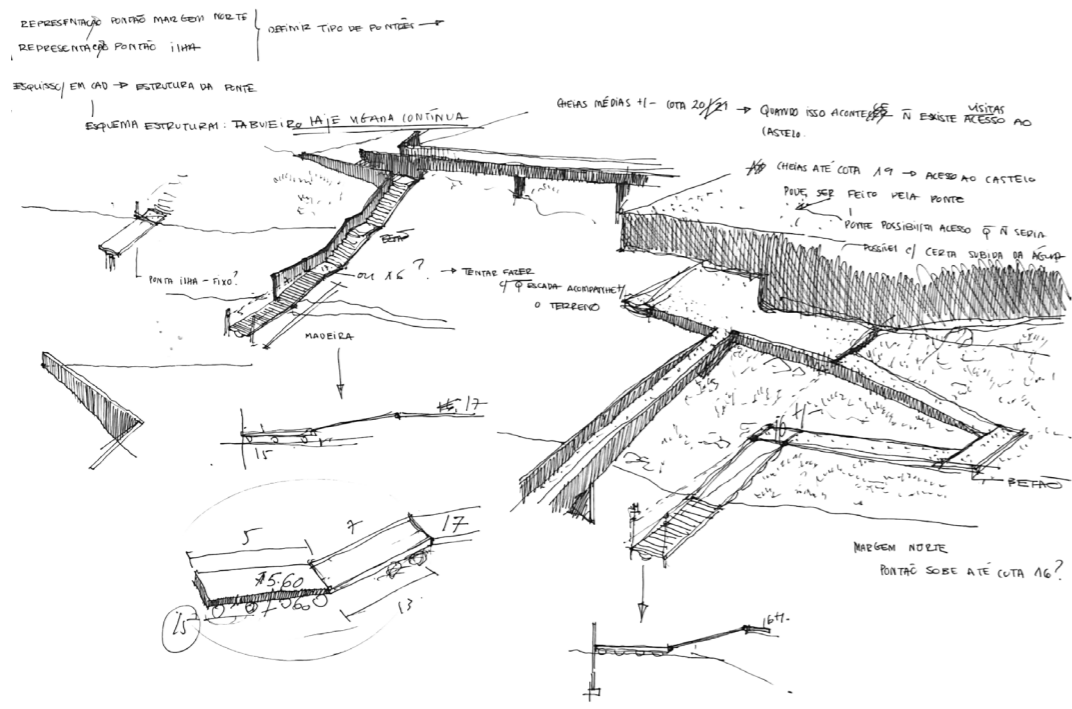 REPRESENTAÇÃO PONTÃO MARGEM NORTE
REPRESENTAÇÃO PONTÃO ILHA
DEFINIR TIPO DE PONTÕES →
ESQUISSO/ EM CAD → ESTRUTURA DA PONTE
ESQUEMA ESTRUTURAL: TABULEIRO LAJE VIGADA CONTÍNUA
CHEIAS MÉDIAS +/- COTA 20/21 → QUANDO ISSO ACONTECE Ñ EXISTE ACESSO AO
VISITAS
CASTELO.
CHEIAS ATÉ COTA 19 → ACESSO AO CASTELO
PODE SER FEITO PELA PONTE
PONTE POSSIBILITA ACESSO Q̃ Ñ SERIA
POSSÍVEL C/ CERTA SUBIDA DA ÁGUA
BETÃO
PONTA ILHA - FIXO?
OU 16? → TENTAR FAZER
C/ Q̃ ESCADA ACOMPANHE
O TERRENO
MADEIRA
17
15
5
7
17
15.60
60
15
13
BETÃO
MARGEM NORTE
PONTÃO SOBE ATÉ COTA 16?
+/-
16+/-